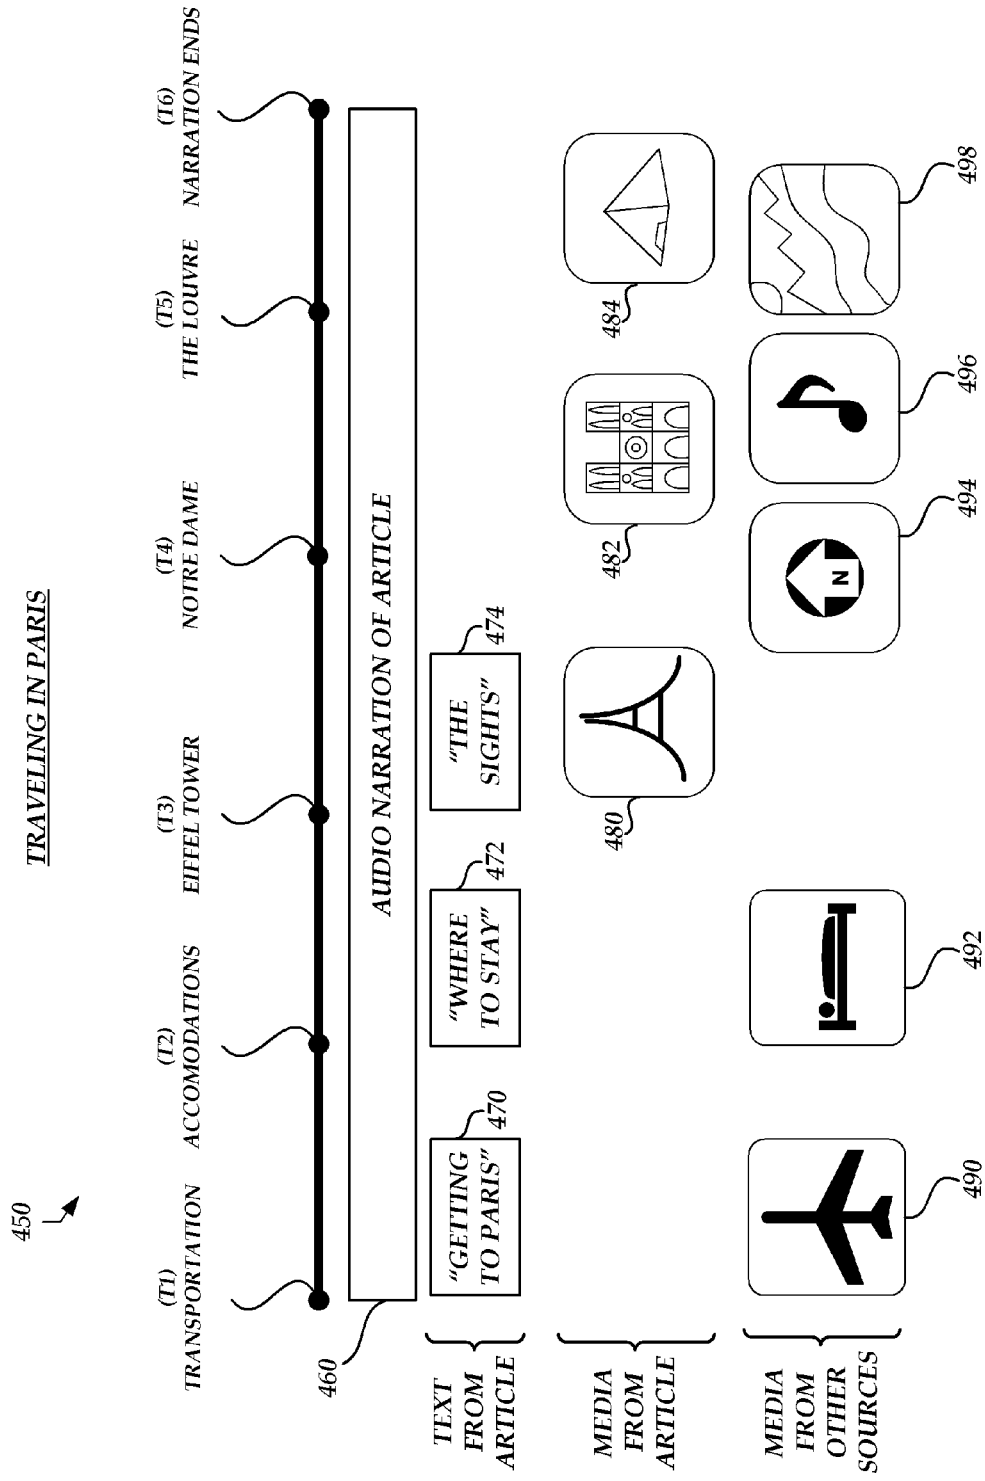 TRAVELING IN PARIS
450
(T1)
TRANSPORTATION
(T2)
ACCOMODATIONS
(T3)
EIFFEL TOWER
(T4)
NOTRE DAME
(T5)
THE LOUVRE
(T6)
NARRATION ENDS
460
AUDIO NARRATION OF ARTICLE
TEXT
FROM
ARTICLE
"GETTING
TO PARIS"
470
"WHERE
TO STAY"
472
"THE
SIGHTS"
474
MEDIA
FROM
ARTICLE
480
482
484
MEDIA
FROM
OTHER
SOURCES
490
492
N
494
496
498